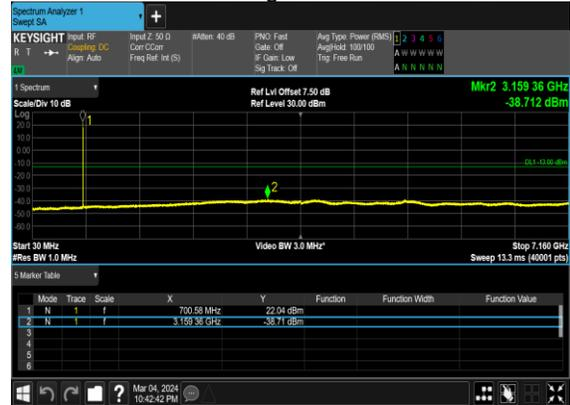 Spectrum Analyzer 1
Swept SA
+
KEYSIGHT Input: RF Input Z: 50 Ω #Atten: 40 dB PNO: Fast Avg Type: Power (RMS) 1 2 3 4 5 6
R T Coupling: DC Corr CCorr Gate: Off Avg|Hold: 100/100 A W W W W W
Align: Auto Freq Ref: Int (S) IF Gain: Low Trig: Free Run
LXI Sig Track: Off A N N N N N
1 Spectrum Ref Lvl Offset 7.50 dB Mkr2 3.159 36 GHz
Scale/Div 10 dB Ref Level 30.00 dBm -38.712 dBm
Log
1
20.0
10.0
0.00
-10.0
DL1 -13.00 dBm
-20.0
-30.0
2
-40.0
-50.0
-60.0
Start 30 MHz Video BW 3.0 MHz* Stop 7.160 GHz
#Res BW 1.0 MHz Sweep 13.3 ms (40001 pts)
5 Marker Table
Mode Trace Scale X Y Function Function Width Function Value
1 N 1 f 700.58 MHz 22.04 dBm
2 N 1 f 3.159 36 GHz -38.71 dBm
3
4
5
6
? Mar 04, 2024
10:42:42 PM